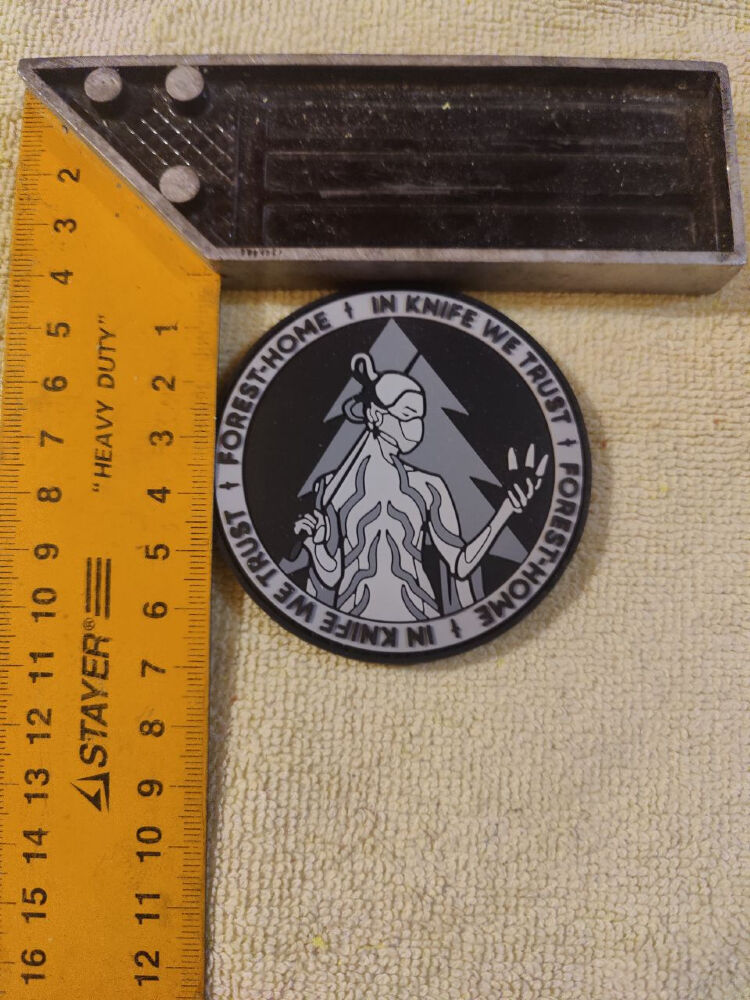 2 3 4 5 6 7 8 9 10 11 12 13 14 15 16
"HEAVY DUTY"
STAYER®
1 2 3 4 5 6 7 8 9 10 11 12
IN KNIFE WE TRUST † FOREST-HOME † IN KNIFE WE TRUST † FOREST-HOME †